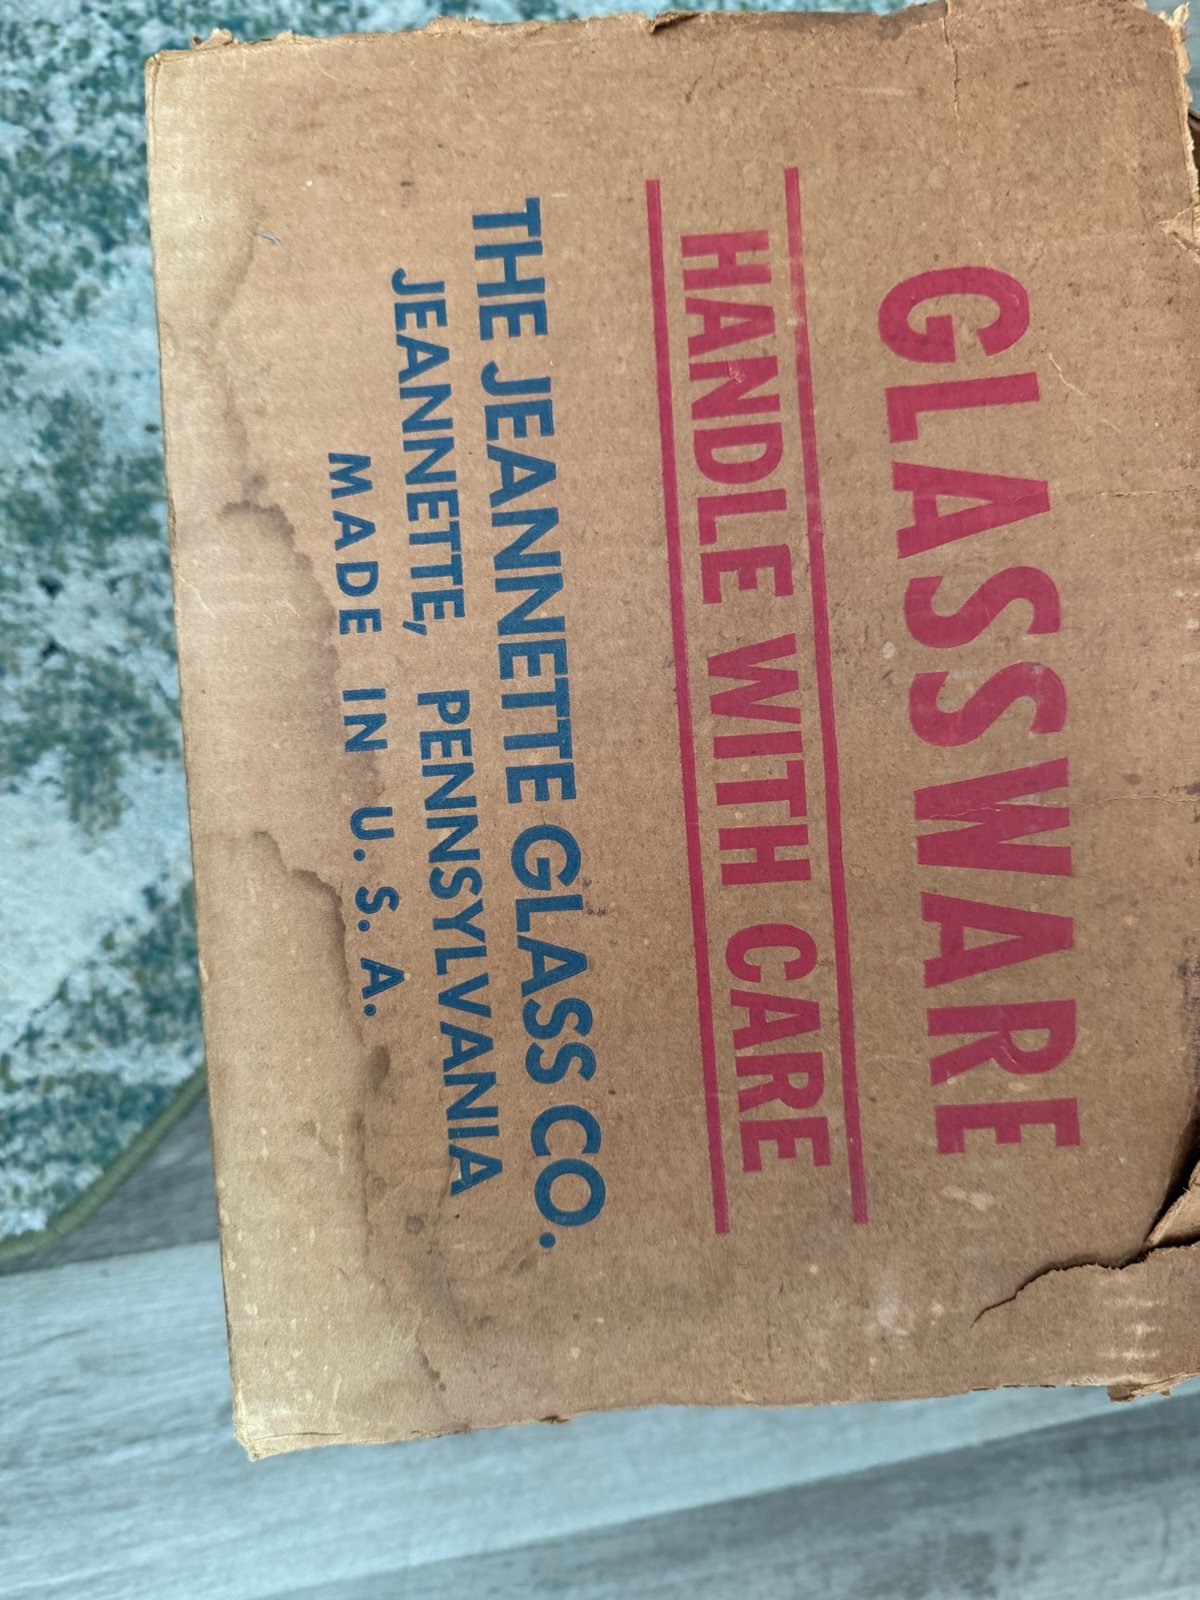 GLASSWARE
HANDLE WITH CARE
THE JEANNETTE GLASS CO.
JEANNETTE, PENNSYLVANIA
MADE IN U.S.A.